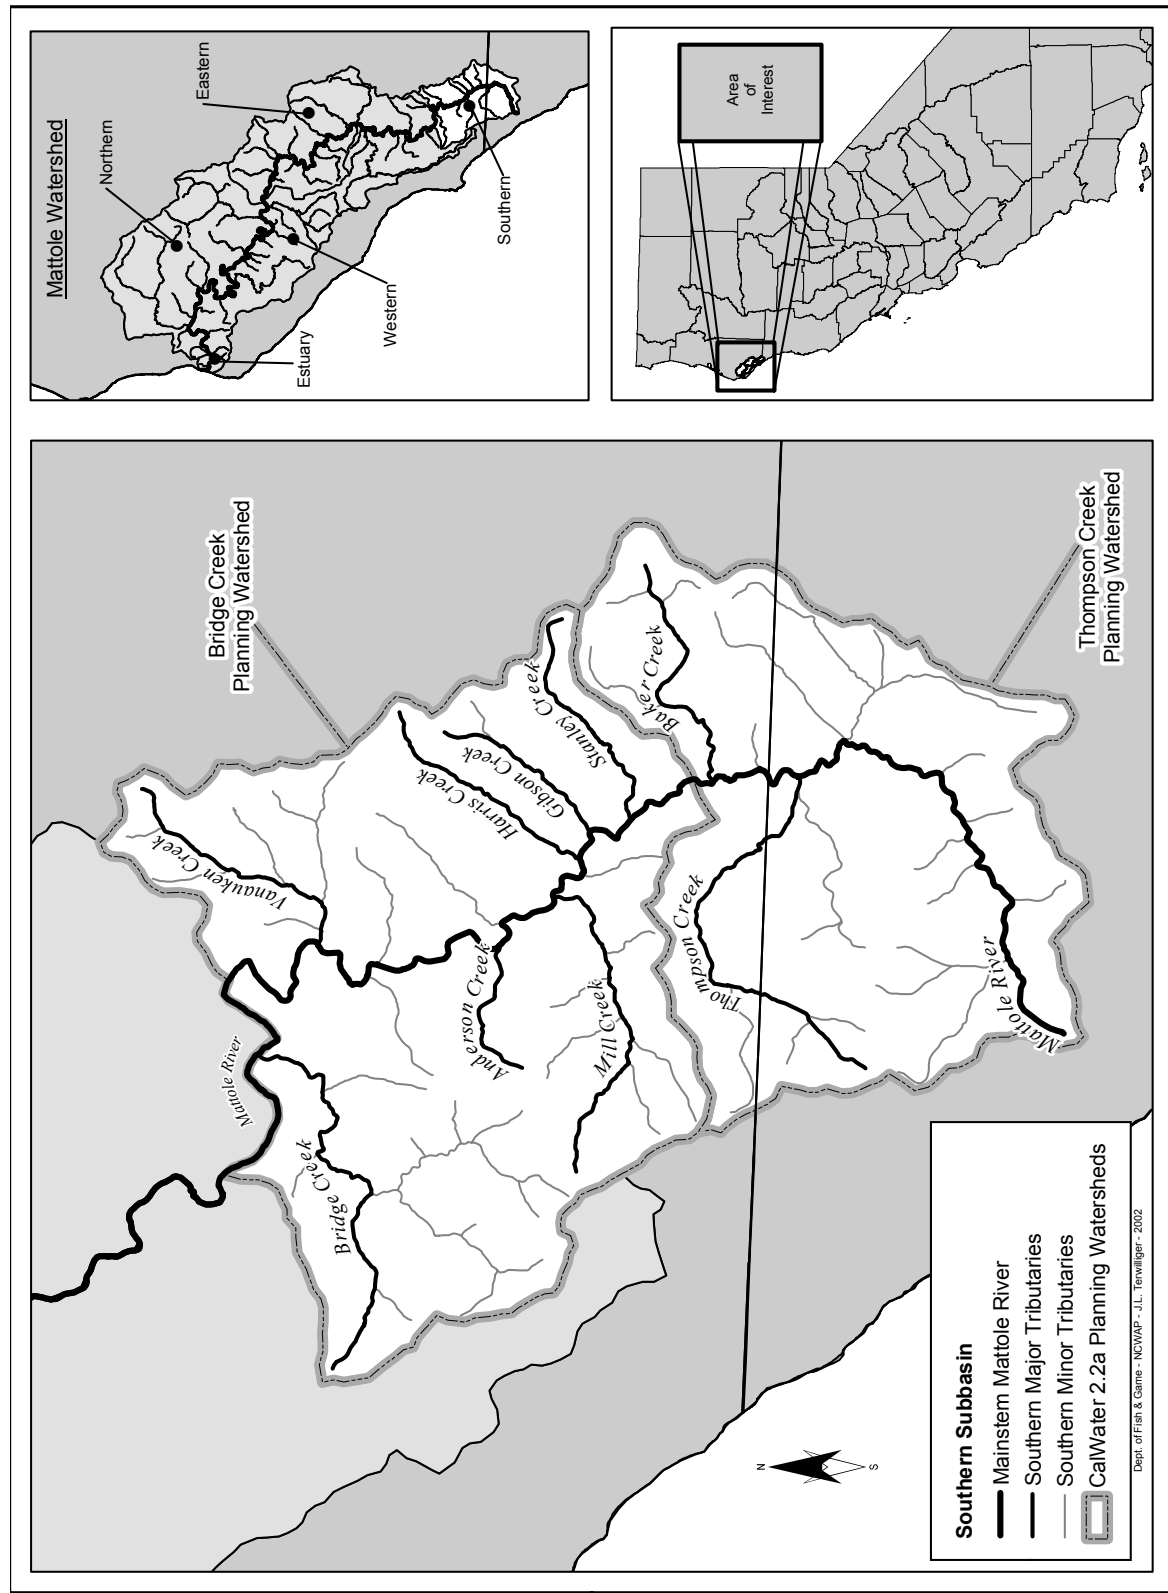 Mattole Watershed
Northern
Eastern
Estuary
Western
Southern
Area
of
Interest
Bridge Creek
Planning Watershed
Thompson Creek
Planning Watershed
Vanauken Creek
Harris Creek
Gibson Creek
Stanley Creek
Baker Creek
Mattole River
Bridge Creek
Anderson Creek
Mill Creek
Thompson Creek
Mattole River
N
S
Southern Subbasin
Mainstem Mattole River
Southern Major Tributaries
Southern Minor Tributaries
CalWater 2.2a Planning Watersheds
Dept. of Fish & Game - NCWAP - J.L. Terwilliger - 2002